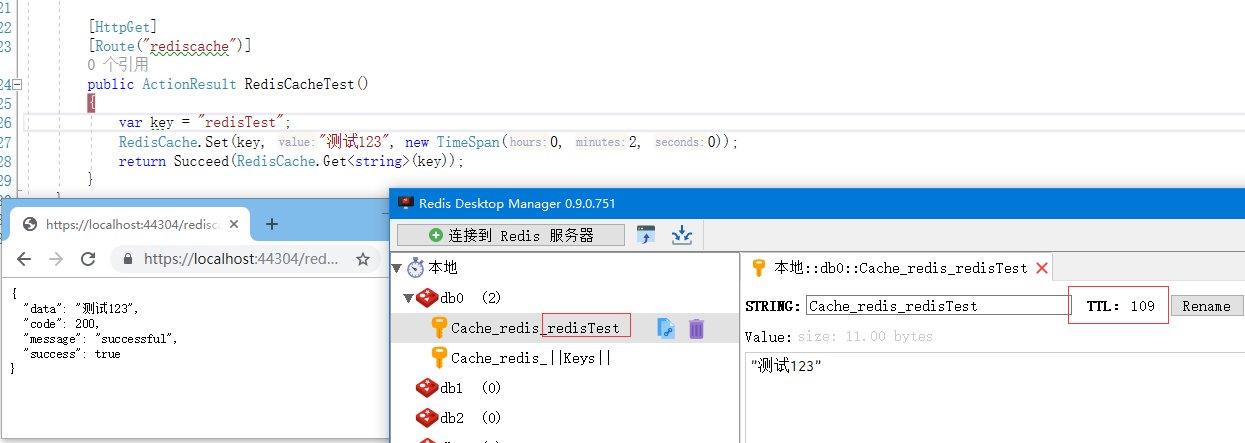 21
22 [HttpGet]
23 [Route("rediscache")]
0 个引用
24 public ActionResult RedisCacheTest()
25 {
26 var key = "redisTest";
27 RedisCache.Set(key, value:"测试123", new TimeSpan(hours:0, minutes:2, seconds:0));
28 return Succeed(RedisCache.Get<string>(key));
29 }
https://localhost:44304/redisca
https://localhost:44304/red...
{
"data": "测试123",
"code": 200,
"message": "successful",
"success": true
}
Redis Desktop Manager 0.9.0.751
连接到 Redis 服务器
本地
db0 (2)
Cache_redis_redisTest
Cache_redis_||Keys||
db1 (0)
db2 (0)
本地::db0::Cache_redis_redisTest
STRING: Cache_redis_redisTest TTL: 109 Rename
Value: size: 11.00 bytes
"测试123"